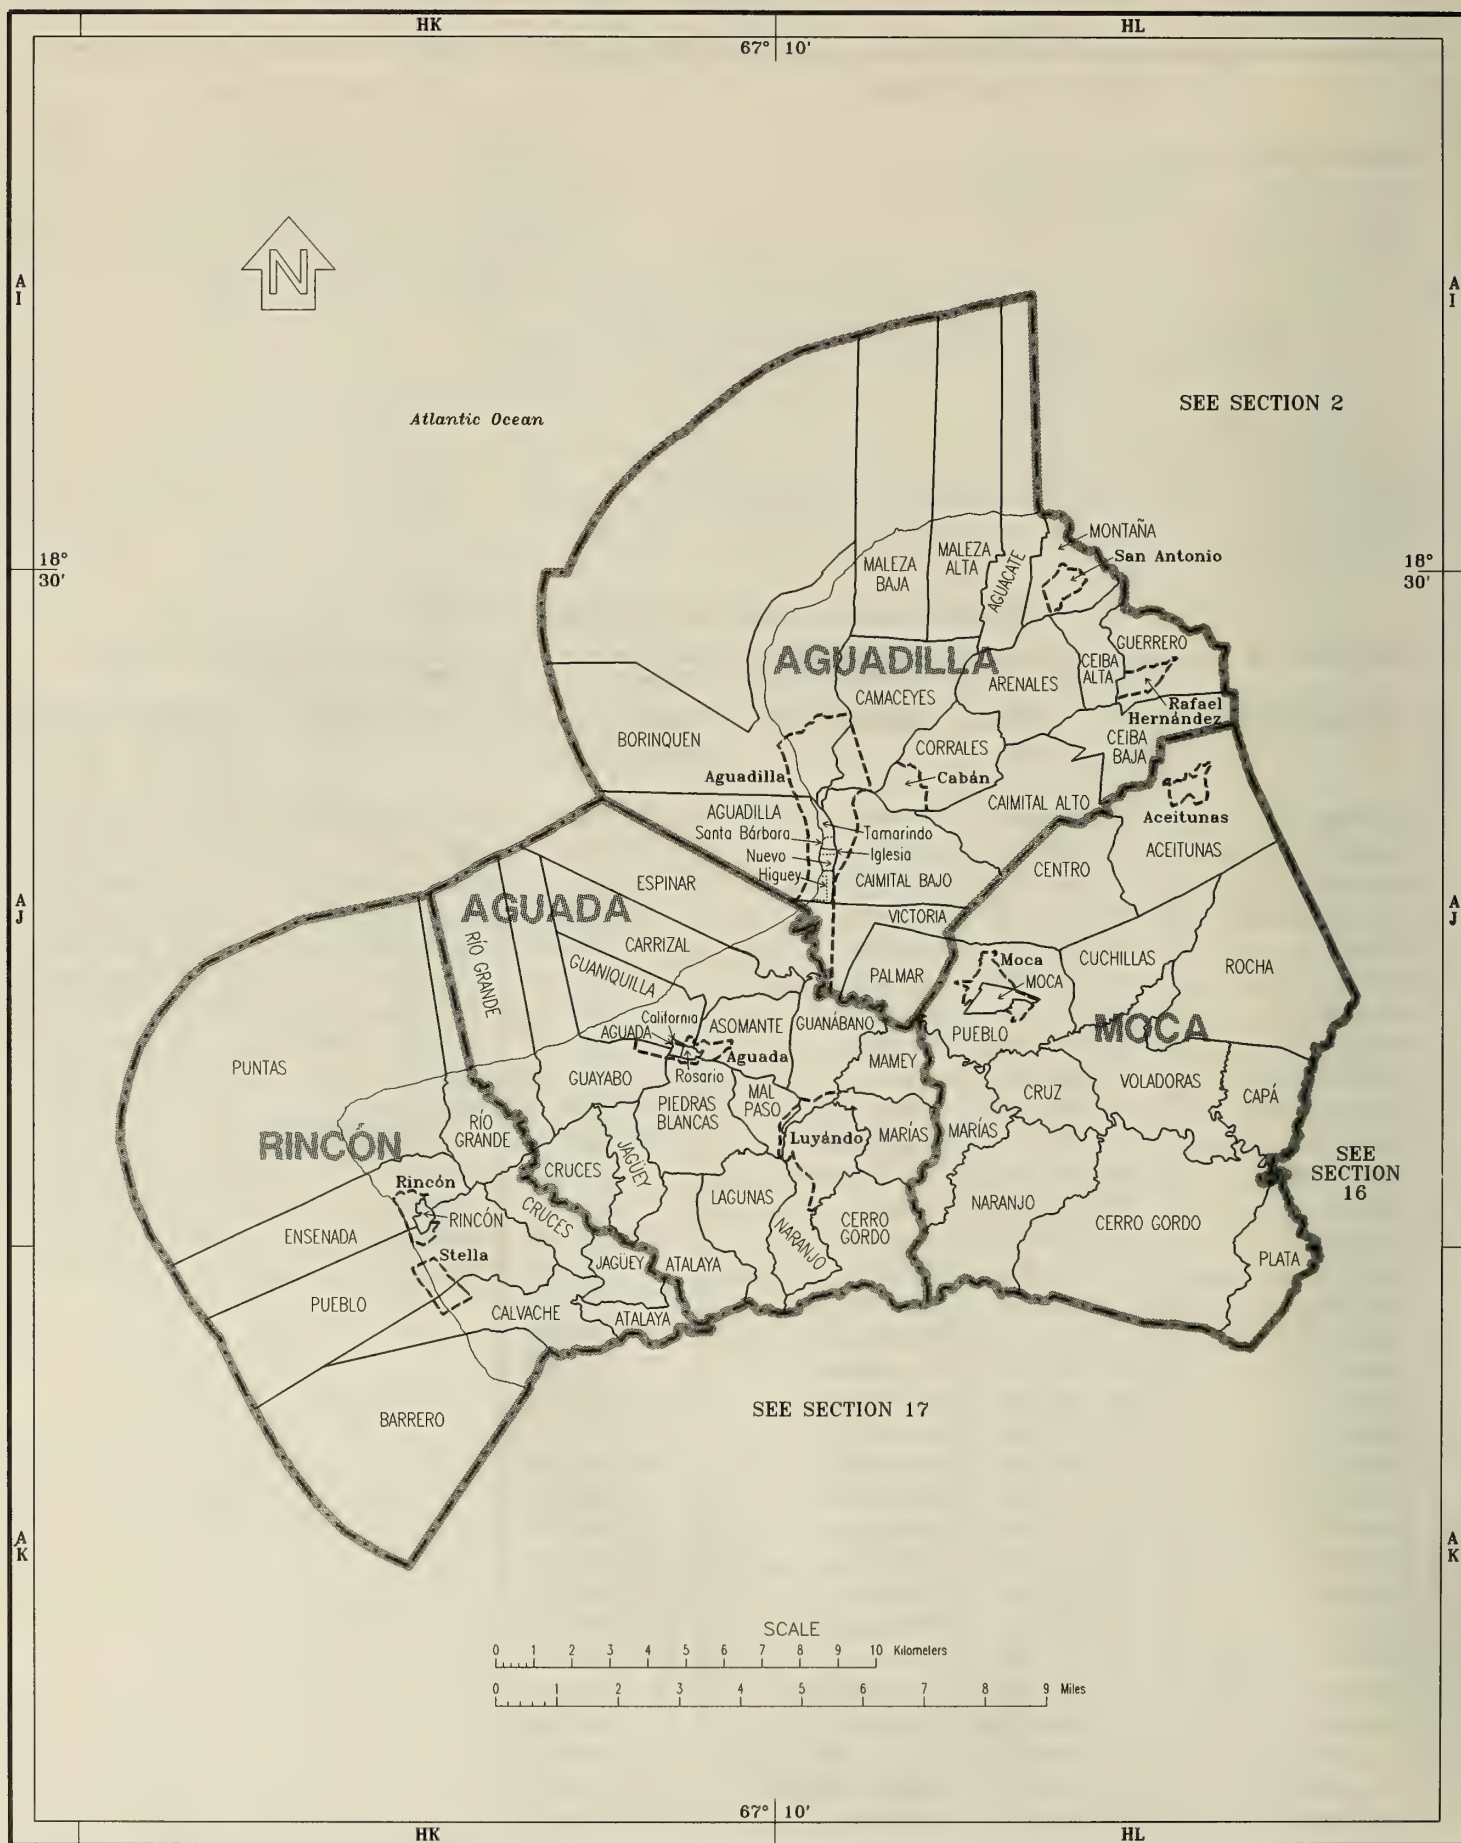 HK
HL
67° 10'
A
I
A
I
N
SEE SECTION 2
Atlantic Ocean
MONTAÑA
San Antonio
18°
30'
18°
30'
MALEZA
BAJA
MALEZA
ALTA
AGUACATE
GUERRERO
AGUADILLA
CEIBA
ALTA
ARENALES
CAMACEYES
Rafael
Hernández
BORINQUEN
CORRALES
CEIBA
BAJA
Aguadilla
Cabán
CAIMITAL ALTO
AGUADILLA
Santa Bárbara
Tamarindo
Aceitunas
Nuevo
Iglesia
ACEITUNAS
Higuey
CAIMITAL BAJO
CENTRO
ESPINAR
A
J
A
J
AGUADA
VICTORIA
RÍO GRANDE
CARRIZAL
GUANIQUILLA
PALMAR
Moca
MOCA
CUCHILLAS
ROCHA
California
AGUADA
ASOMANTE
GUANÁBANO
PUEBLO
MOCA
PUNTAS
Aguada
Rosario
GUAYABO
MAMEY
PIEDRAS
BLANCAS
MAL
PASO
CRUZ
VOLADORAS
CAPÁ
RÍO
GRANDE
RINCÓN
Luyándo
MARÍAS
MARÍAS
JAGÜEY
CRUCES
SEE
SECTION
16
Rincón
RINCÓN
CRUCES
LAGUNAS
NARANJO
CERRO GORDO
ENSENADA
CERRO
GORDO
NARANJO
Stella
JAGÜEY
ATALAYA
PLATA
PUEBLO
CALVACHE
ATALAYA
BARRERO
SEE SECTION 17
A
K
A
K
SCALE
0 1 2 3 4 5 6 7 8 9 10 Kilometers
0 1 2 3 4 5 6 7 8 9 Miles
67° 10'
HK
HL